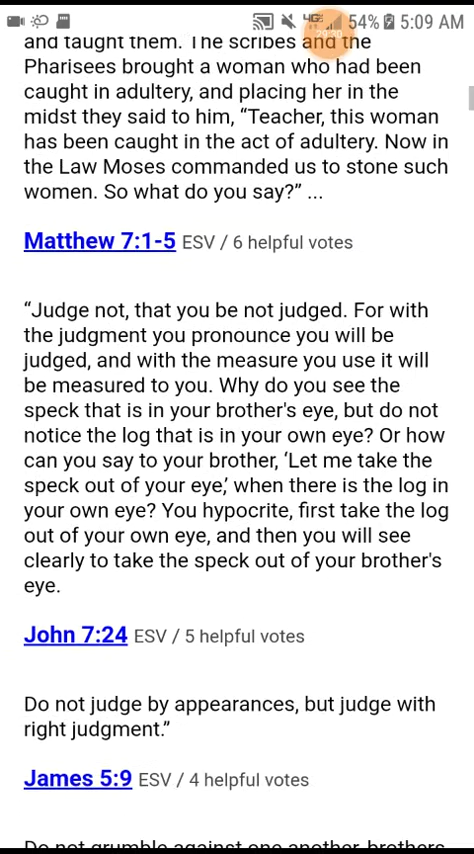 4G 54% 5:09 AM
29:30
and taught them. The scribes and the
Pharisees brought a woman who had been
caught in adultery, and placing her in the
midst they said to him, “Teacher, this woman
has been caught in the act of adultery. Now in
the Law Moses commanded us to stone such
women. So what do you say?” ...
Matthew 7:1-5 ESV / 6 helpful votes
“Judge not, that you be not judged. For with
the judgment you pronounce you will be
judged, and with the measure you use it will
be measured to you. Why do you see the
speck that is in your brother's eye, but do not
notice the log that is in your own eye? Or how
can you say to your brother, ‘Let me take the
speck out of your eye,’ when there is the log in
your own eye? You hypocrite, first take the log
out of your own eye, and then you will see
clearly to take the speck out of your brother's
eye.
John 7:24 ESV / 5 helpful votes
Do not judge by appearances, but judge with
right judgment.”
James 5:9 ESV / 4 helpful votes
Do not grumble against one another, brothers